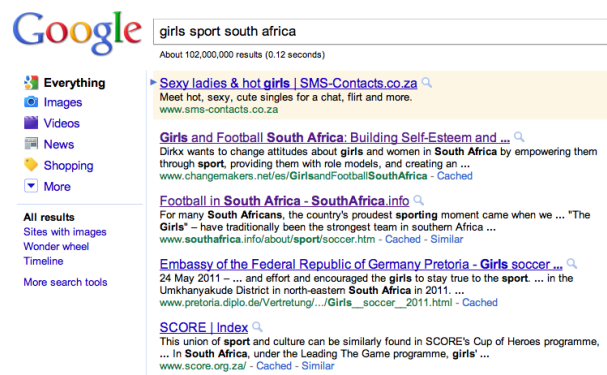 Google
girls sport south africa
About 102,000,000 results (0.12 seconds)
Everything
Images
Videos
News
Shopping
More
All results
Sites with images
Wonder wheel
Timeline
More search tools
Sexy ladies & hot girls | SMS-Contacts.co.za
Meet hot, sexy, cute singles for a chat, flirt and more.
www.sms-contacts.co.za
Girls and Football South Africa: Building Self-Esteem and ...
Dirkx wants to change attitudes about girls and women in South Africa by empowering them
through sport, providing them with role models, and creating an ...
www.changemakers.net/es/GirlsandFootballSouthAfrica - Cached
Football in South Africa - SouthAfrica.info
For many South Africans, the country's proudest sporting moment came when we ... "The
Girls" – have traditionally been the strongest team in southern Africa ...
www.southafrica.info/about/sport/soccer.htm - Cached - Similar
Embassy of the Federal Republic of Germany Pretoria - Girls soccer ...
24 May 2011 – ... and effort and encouraged the girls to stay true to the sport. ... in the
Umkhanyakude District in north-eastern South Africa in 2011. ...
www.pretoria.diplo.de/Vertretung/.../Girls__soccer__2011.html - Cached
SCORE | Index
This union of sport and culture can be similarly found in SCORE's Cup of Heroes programme,
... In South Africa, under the Leading The Game programme, girls' ...
www.score.org.za/ - Cached - Similar